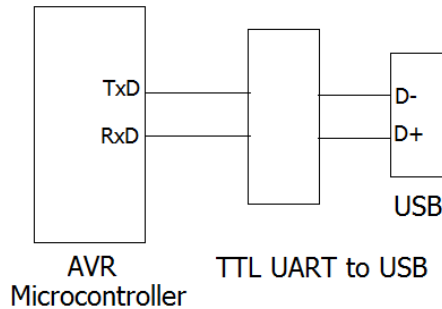 TxD
RxD
D-
D+
USB
AVR
Microcontroller
TTL UART to USB